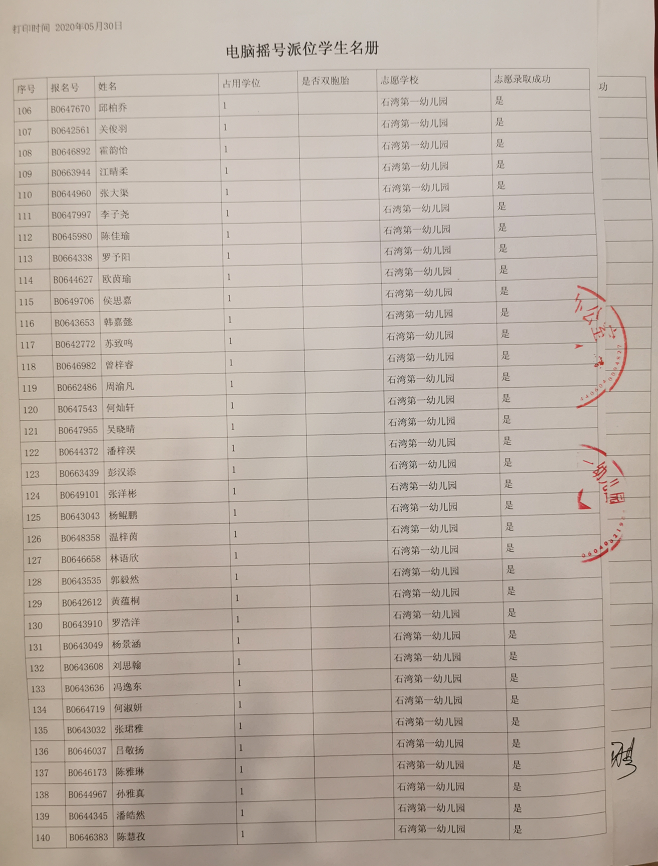 打印时间 2020年05月30日
电脑摇号派位学生名册
序号 报名号 姓名 占用学位 是否双胞胎 志愿学校 志愿录取成功
功
106 B0647670 邱柏乔 1 石湾第一幼儿园 是
107 B0642561 关俊羽 1 石湾第一幼儿园 是
108 B0646892 霍韵怡 1 石湾第一幼儿园 是
109 B0663944 江晴柔 1 石湾第一幼儿园 是
110 B0644960 张大渠 1 石湾第一幼儿园 是
111 B0647997 李子尧 1 石湾第一幼儿园 是
112 B0645980 陈佳瑜 1 石湾第一幼儿园 是
113 B0664338 罗予阳 1 石湾第一幼儿园 是
114 B0644627 欧茵瑜 1 石湾第一幼儿园 是
115 B0649706 侯思嘉 1 石湾第一幼儿园 是
116 B0643653 韩嘉懿 1 石湾第一幼儿园 是
117 B0642772 苏致鸣 1 石湾第一幼儿园 是
118 B0646982 曾梓睿 1 石湾第一幼儿园 是
119 B0662486 周渝凡 1 石湾第一幼儿园 是
120 B0647543 何灿轩 1 石湾第一幼儿园 是
121 B0647955 吴晓晴 1 石湾第一幼儿园 是
122 B0644372 潘梓淏 1 石湾第一幼儿园 是
123 B0663439 彭汉添 1 石湾第一幼儿园 是
124 B0649101 张洋彬 1 石湾第一幼儿园 是
125 B0643043 杨鲲鹏 1 石湾第一幼儿园 是
126 B0648358 温梓茵 1 石湾第一幼儿园 是
127 B0646658 林语欣 1 石湾第一幼儿园 是
128 B0643535 郭毅然 1 石湾第一幼儿园 是
129 B0642612 黄蕴桐 1 石湾第一幼儿园 是
130 B0643910 罗浩洋 1 石湾第一幼儿园 是
131 B0643049 杨景涵 1 石湾第一幼儿园 是
132 B0643608 刘思翰 1 石湾第一幼儿园 是
133 B0643636 冯逸东 1 石湾第一幼儿园 是
134 B0664719 何淑妍 1 石湾第一幼儿园 是
135 B0643032 张珺雅 1 石湾第一幼儿园 是
136 B0646037 吕敬扬 1 石湾第一幼儿园 是
137 B0646173 陈雅琳 1 石湾第一幼儿园 是
138 B0644967 孙雅真 1 石湾第一幼儿园 是
139 B0644345 潘皓然 1 石湾第一幼儿园 是
140 B0646383 陈慧孜 1 石湾第一幼儿园 是